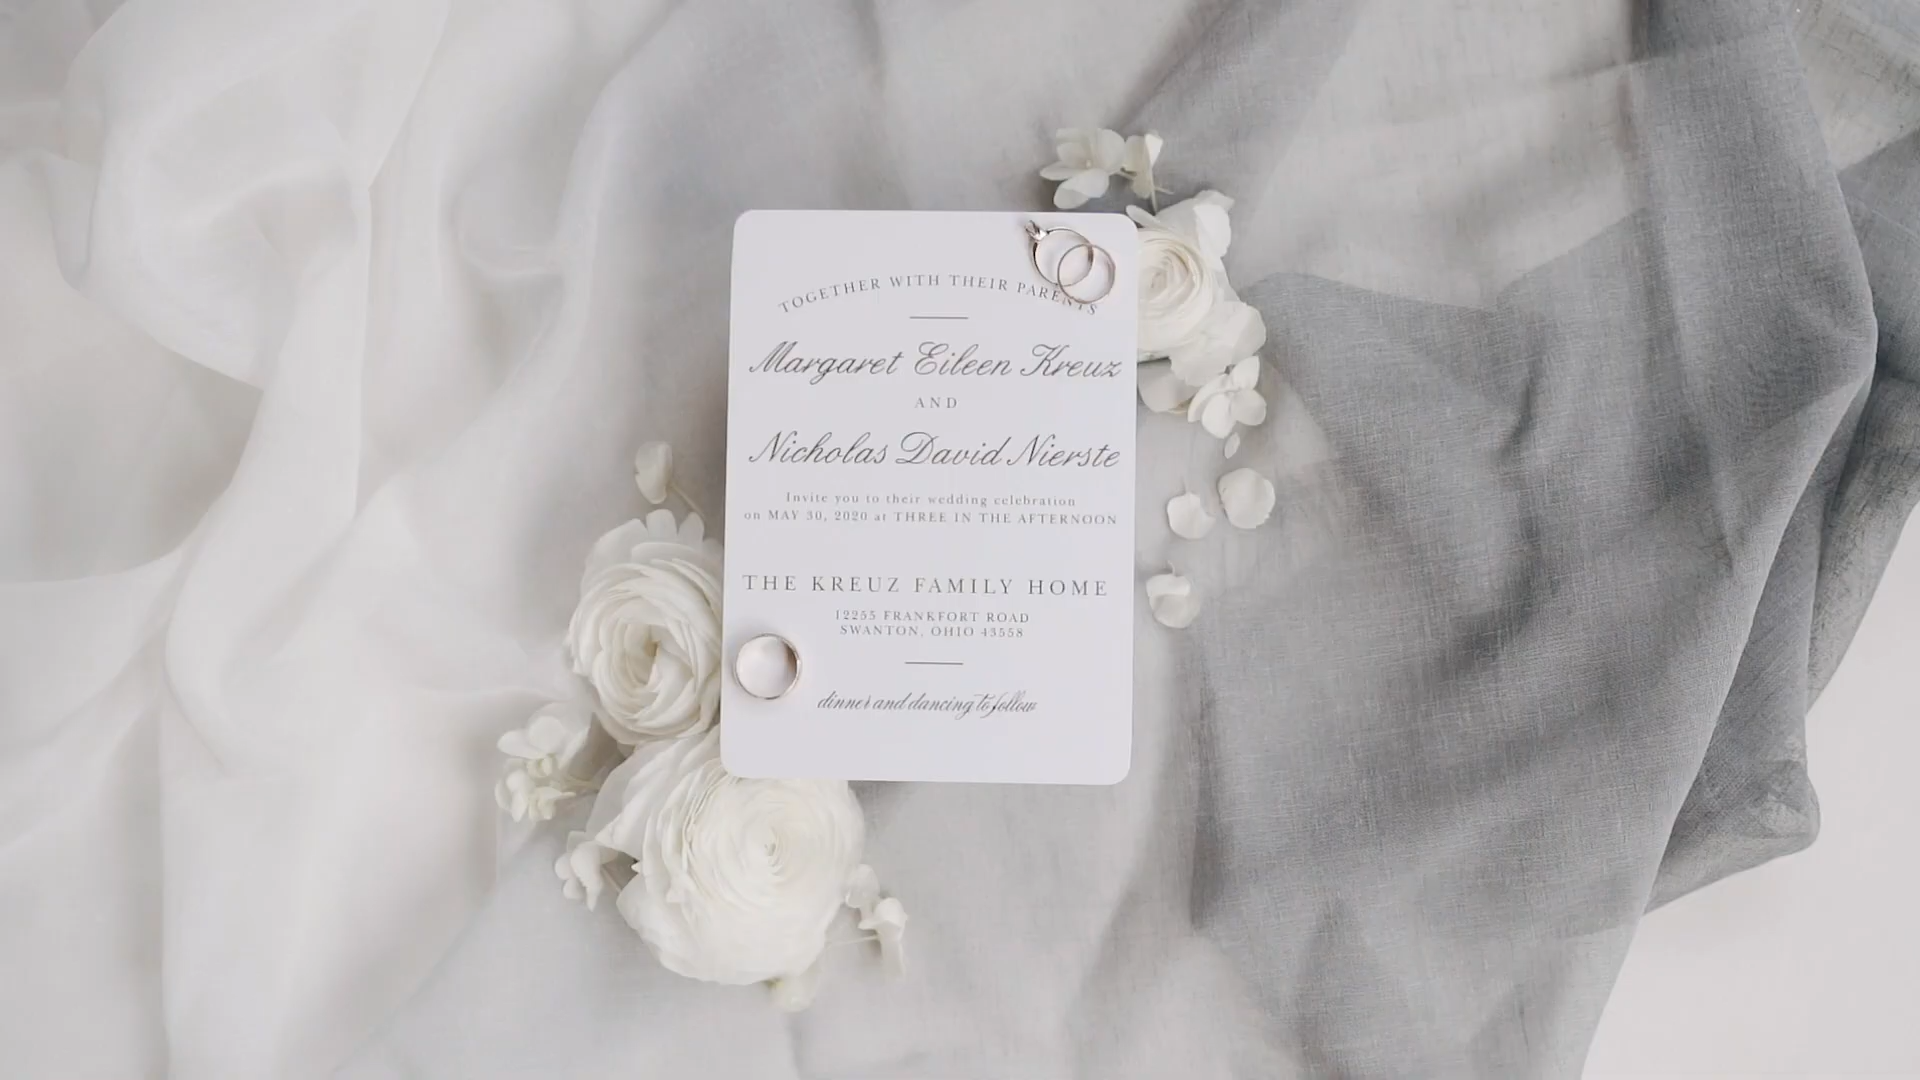 TOGETHER WITH THEIR PARENTS
Margaret Eileen Kreuz
AND
Nicholas David Nierste
Invite you to their wedding celebration
on MAY 30, 2020 at THREE IN THE AFTERNOON
THE KREUZ FAMILY HOME
12255 FRANKFORT ROAD
SWANTON, OHIO 43558
dinner and dancing to follow